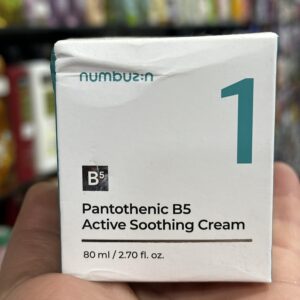 numbuz:n
1
B5
Pantothenic B5
Active Soothing Cream
80 ml / 2.70 fl. oz.